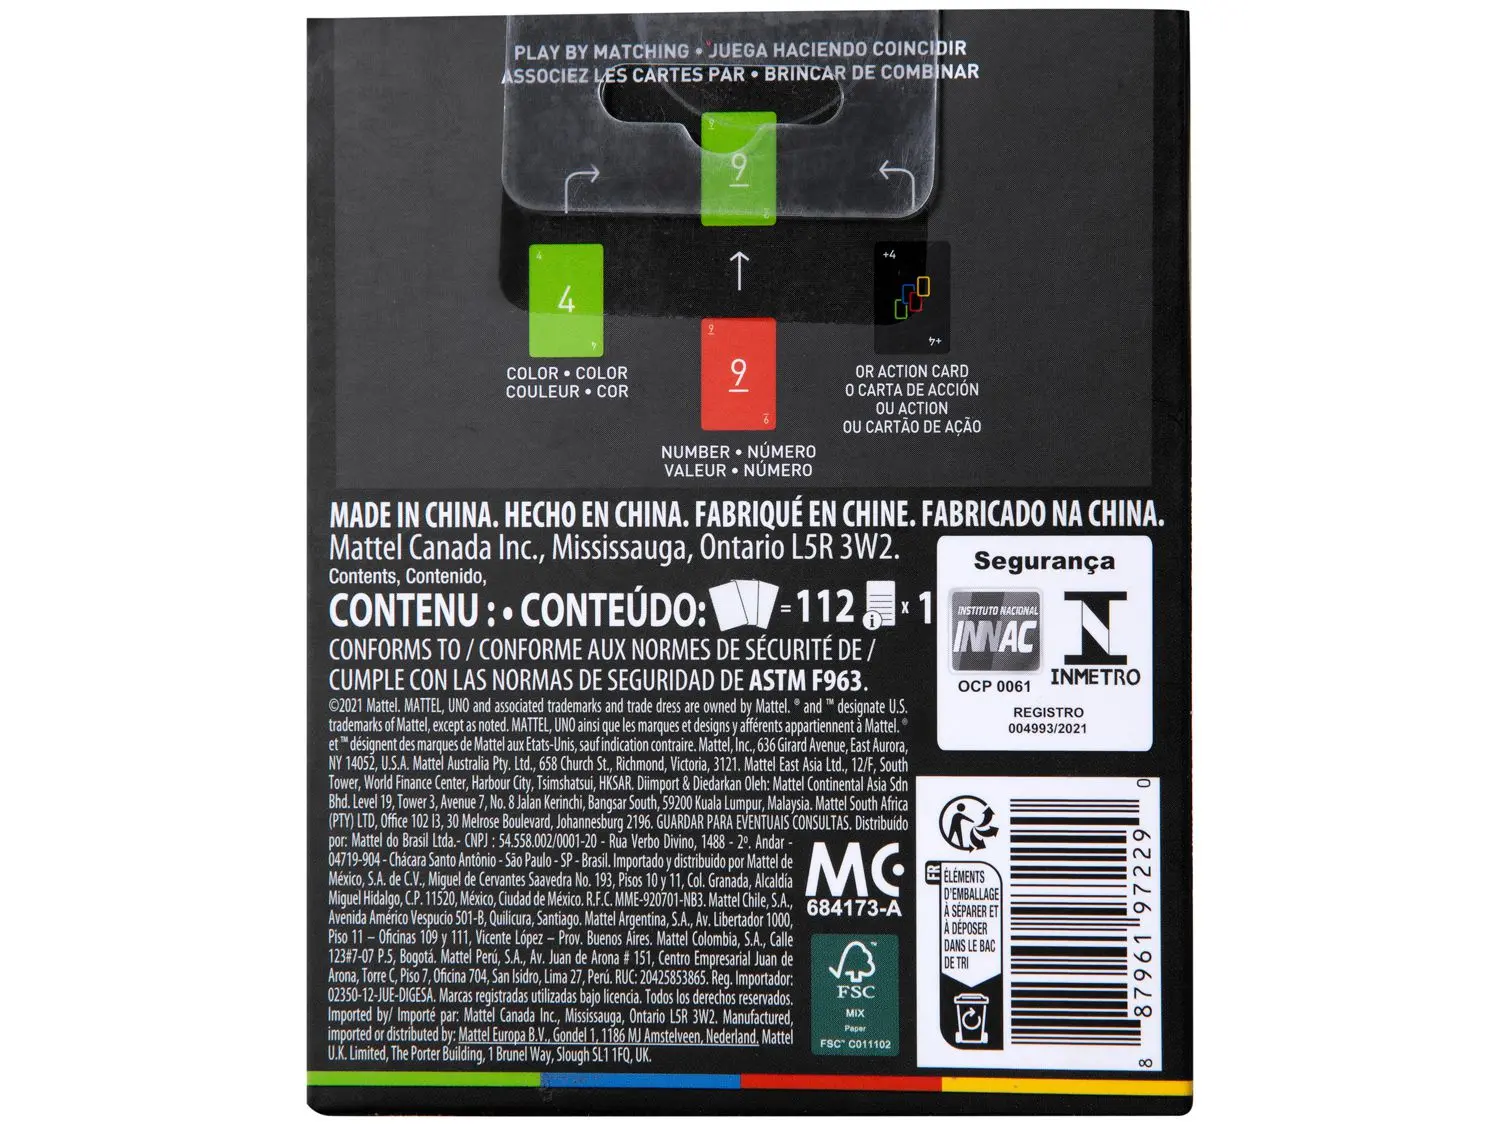 PLAY BY MATCHING • JUEGA HACIENDO COINCIDIR
ASSOCIEZ LES CARTES PAR • BRINCAR DE COMBINAR
9
9
9
4
4
4
+4
+4
9
9
9
COLOR • COLOR
COULEUR • COR
OR ACTION CARD
O CARTA DE ACCIÓN
OU ACTION
OU CARTÃO DE AÇÃO
NUMBER • NÚMERO
VALEUR • NÚMERO
MADE IN CHINA. HECHO EN CHINA. FABRIQUÉ EN CHINE. FABRICADO NA CHINA.
Mattel Canada Inc., Mississauga, Ontario L5R 3W2.
Contents, Contenido,
CONTENU : • CONTEÚDO: = 112 i x 1
CONFORMS TO / CONFORME AUX NORMES DE SÉCURITÉ DE /
CUMPLE CON LAS NORMAS DE SEGURIDAD DE ASTM F963.
©2021 Mattel. MATTEL, UNO and associated trademarks and trade dress are owned by Mattel. ® and ™ designate U.S.
trademarks of Mattel, except as noted. MATTEL, UNO ainsi que les marques et designs y afférents appartiennent à Mattel. ®
et ™ désignent des marques de Mattel aux Etats-Unis, sauf indication contraire. Mattel, Inc., 636 Girard Avenue, East Aurora,
NY 14052, U.S.A. Mattel Australia Pty. Ltd., 658 Church St., Richmond, Victoria, 3121. Mattel East Asia Ltd., 12/F, South
Tower, World Finance Center, Harbour City, Tsimshatsui, HKSAR. Diimport & Diedarkan Oleh: Mattel Continental Asia Sdn
Bhd. Level 19, Tower 3, Avenue 7, No. 8 Jalan Kerinchi, Bangsar South, 59200 Kuala Lumpur, Malaysia. Mattel South Africa
(PTY) LTD, Office 102 I3, 30 Melrose Boulevard, Johannesburg 2196. GUARDAR PARA EVENTUAIS CONSULTAS. Distribuído
por: Mattel do Brasil Ltda.- CNPJ : 54.558.002/0001-20 - Rua Verbo Divino, 1488 - 2º. Andar -
04719-904 - Chácara Santo Antônio - São Paulo - SP - Brasil. Importado y distribuido por Mattel de
México, S.A. de C.V., Miguel de Cervantes Saavedra No. 193, Pisos 10 y 11, Col. Granada, Alcaldía
Miguel Hidalgo, C.P. 11520, México, Ciudad de México. R.F.C. MME-920701-NB3. Mattel Chile, S.A.,
Avenida Américo Vespucio 501-B, Quilicura, Santiago. Mattel Argentina, S.A., Av. Libertador 1000,
Piso 11 – Oficinas 109 y 111, Vicente López – Prov. Buenos Aires. Mattel Colombia, S.A., Calle
123#7-07 P.5, Bogotá. Mattel Perú, S.A., Av. Juan de Arona # 151, Centro Empresarial Juan de
Arona, Torre C, Piso 7, Oficina 704, San Isidro, Lima 27, Perú. RUC: 20425853865. Reg. Importador:
02350-12-JUE-DIGESA. Marcas registradas utilizadas bajo licencia. Todos los derechos reservados.
Imported by/ Importé par: Mattel Canada Inc., Mississauga, Ontario L5R 3W2. Manufactured,
imported or distributed by: Mattel Europa B.V., Gondel 1, 1186 MJ Amstelveen, Nederland. Mattel
U.K. Limited, The Porter Building, 1 Brunel Way, Slough SL1 1FQ, UK.
Segurança
INSTITUTO NACIONAL
INNAC
INMETRO
OCP 0061
REGISTRO
004993/2021
MC
684173-A
FSC™
MIX
Paper
FSC™ C011102
FR
ÉLÉMENTS
D'EMBALLAGE
À SÉPARER ET
À DÉPOSER
DANS LE BAC
DE TRI
8 87961 97229 0